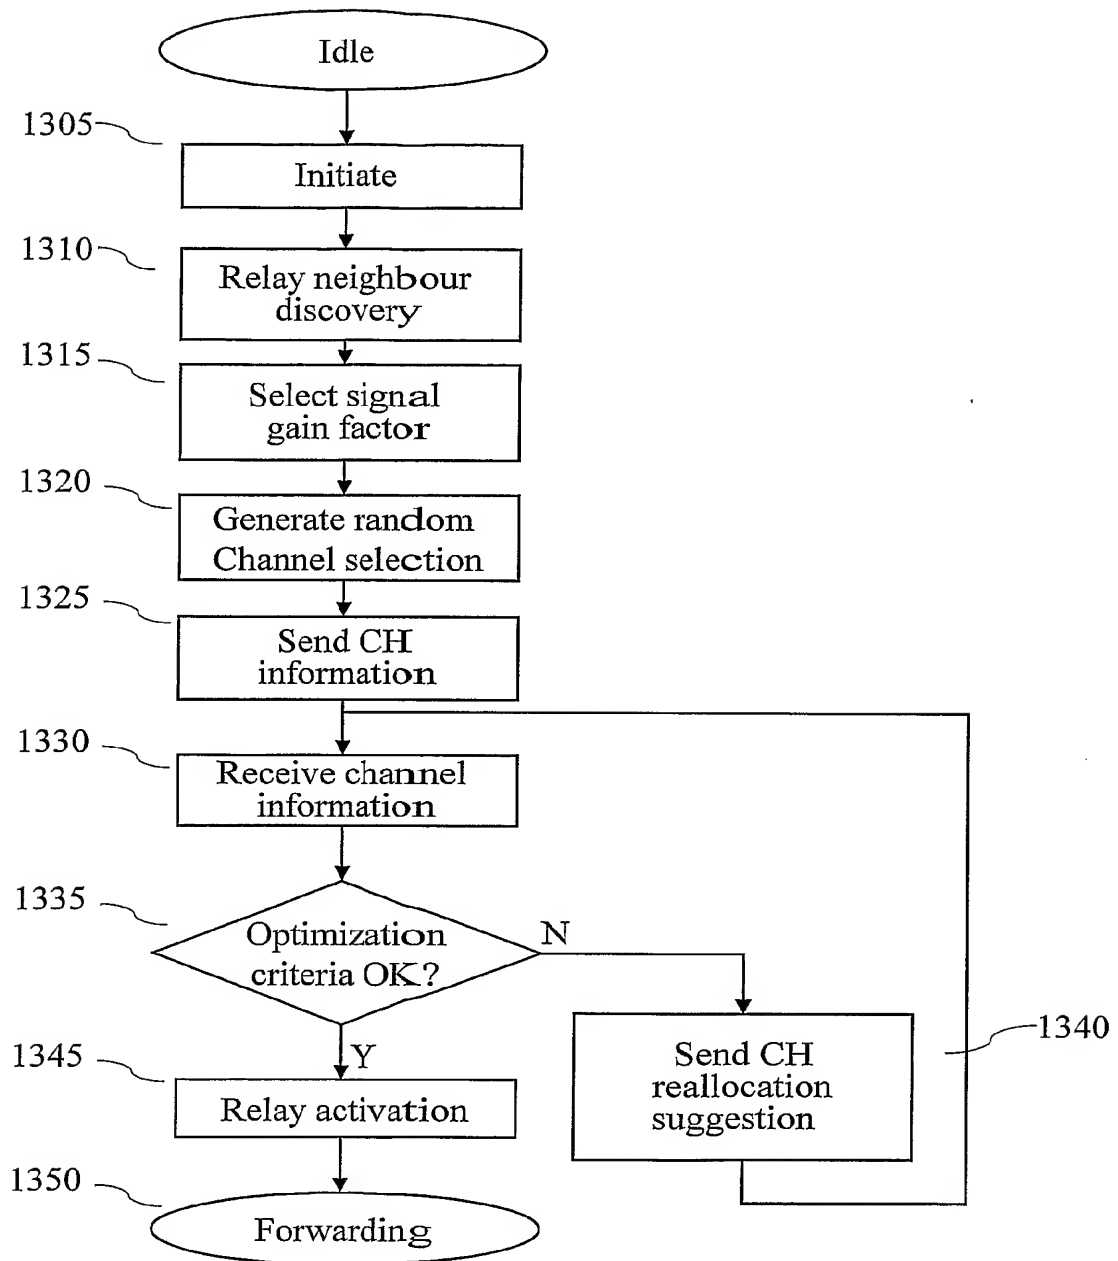 Idle
1305
Initiate
1310
Relay neighbour
discovery
1315
Select signal
gain factor
1320
Generate random
Channel selection
1325
Send CH
information
1330
Receive channel
information
1335
Optimization
criteria OK?
N
1340
Send CH
reallocation
suggestion
Y
1345
Relay activation
1350
Forwarding